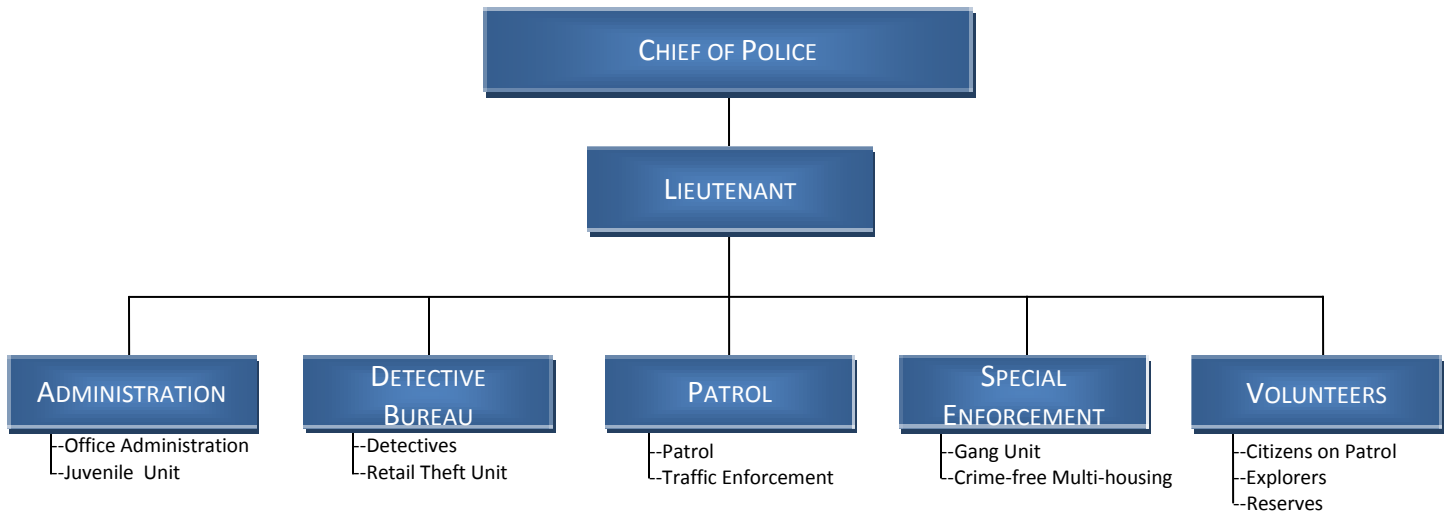 CHIEF OF POLICE
LIEUTENANT
ADMINISTRATION
--Office Administration
--Juvenile Unit
DETECTIVE
BUREAU
--Detectives
--Retail Theft Unit
PATROL
--Patrol
--Traffic Enforcement
SPECIAL
ENFORCEMENT
--Gang Unit
--Crime-free Multi-housing
VOLUNTEERS
--Citizens on Patrol
--Explorers
--Reserves